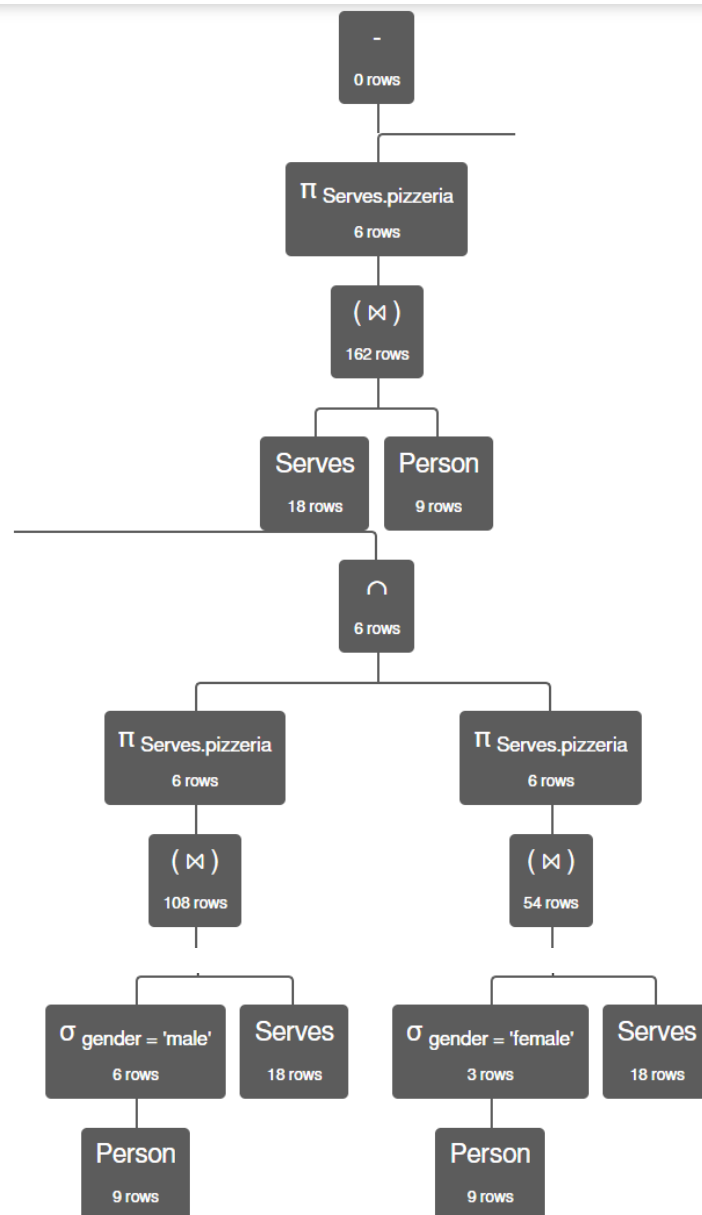 -
0 rows
π Serves.pizzeria
6 rows
( ⋈ )
162 rows
Serves
18 rows
Person
9 rows
∩
6 rows
π Serves.pizzeria
6 rows
π Serves.pizzeria
6 rows
( ⋈ )
108 rows
( ⋈ )
54 rows
σ gender = 'male'
6 rows
Serves
18 rows
σ gender = 'female'
3 rows
Serves
18 rows
Person
9 rows
Person
9 rows